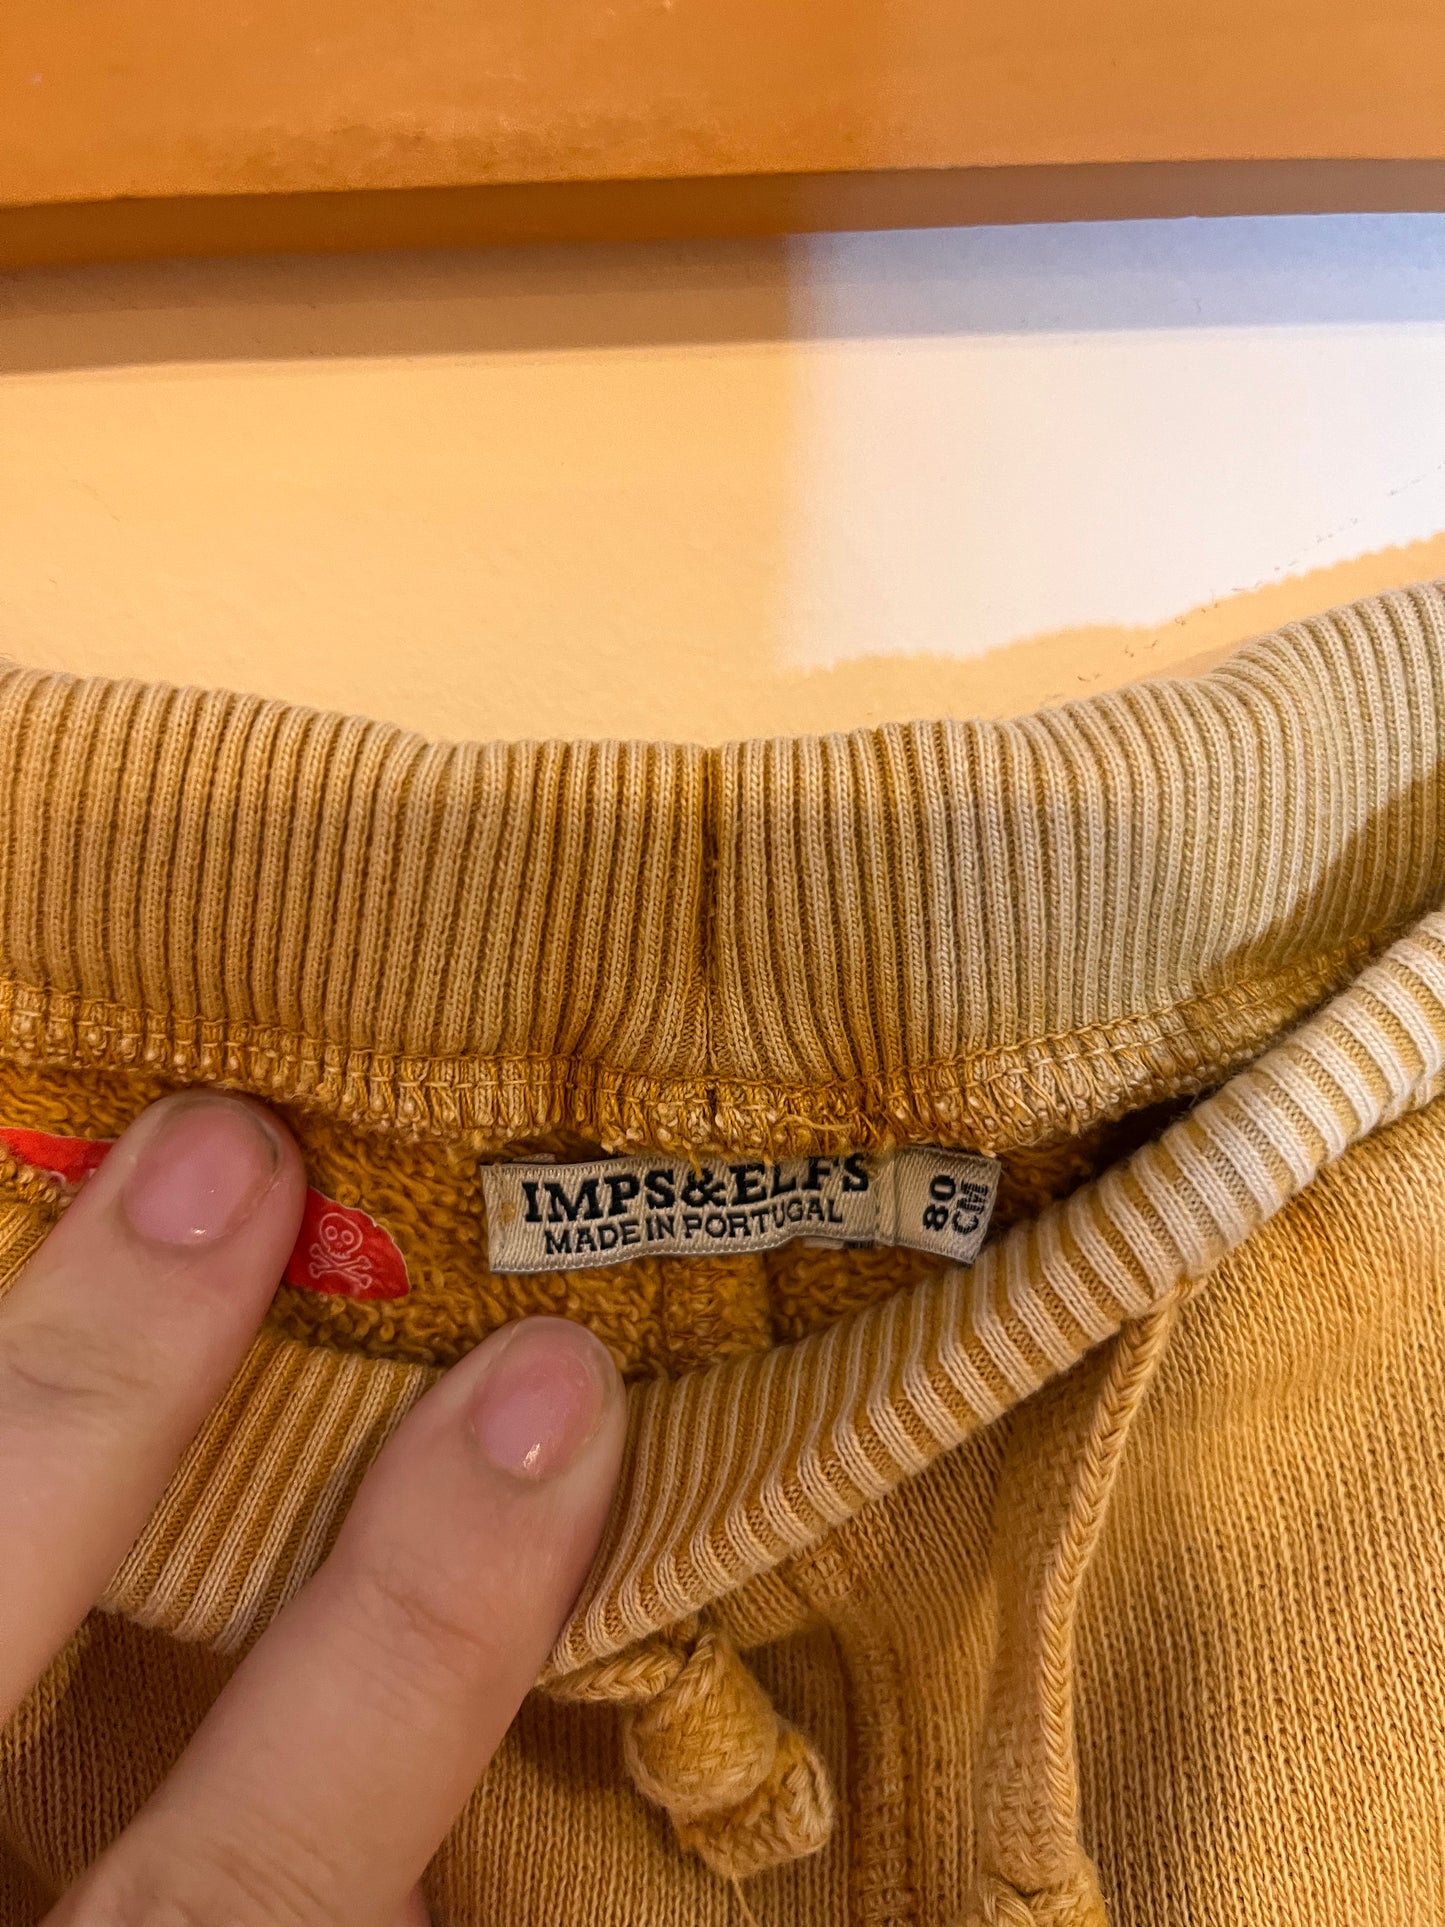 IMPS&ELFS
MADE IN PORTUGAL
80
CM